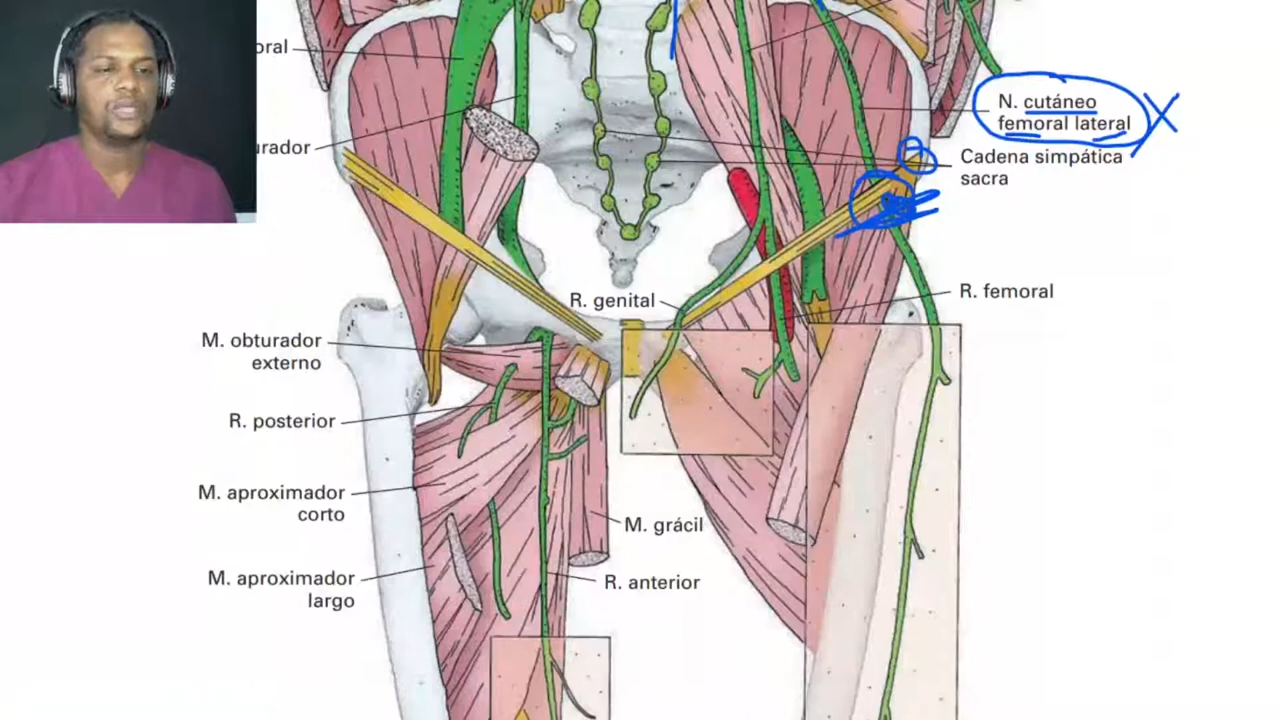 oral
urador
N. cutáneo
femoral lateral
Cadena simpática
sacra
R. genital
R. femoral
M. obturador
externo
R. posterior
M. aproximador
corto
M. grácil
M. aproximador
largo
R. anterior